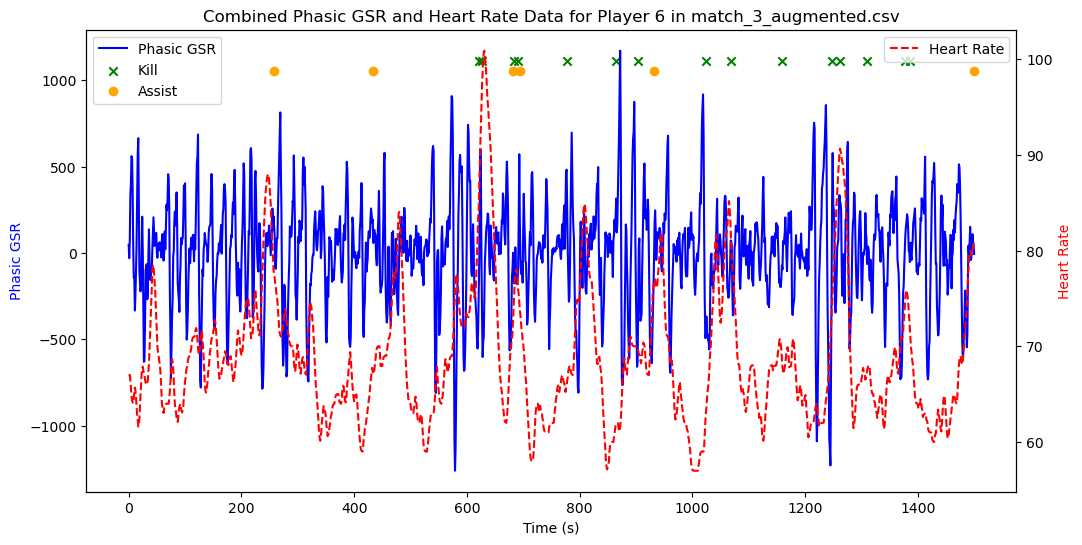 Combined Phasic GSR and Heart Rate Data for Player 6 in match_3_augmented.csv
Phasic GSR
Kill
Assist
Heart Rate
1000
500
0
−500
−1000
100
90
80
70
60
0 200 400 600 800 1000 1200 1400
Time (s)
Phasic GSR
Heart Rate